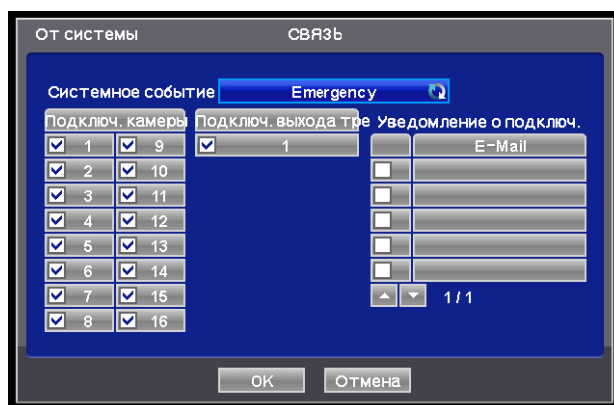 От системы СВЯЗЬ
Системное событие Emergency
Подключ. камеры Подключ. выхода тре Уведомление о подключ.
1 9 1 E-Mail
2 10
3 11
4 12
5 13
6 14
7 15 1 / 1
8 16
OK Отмена